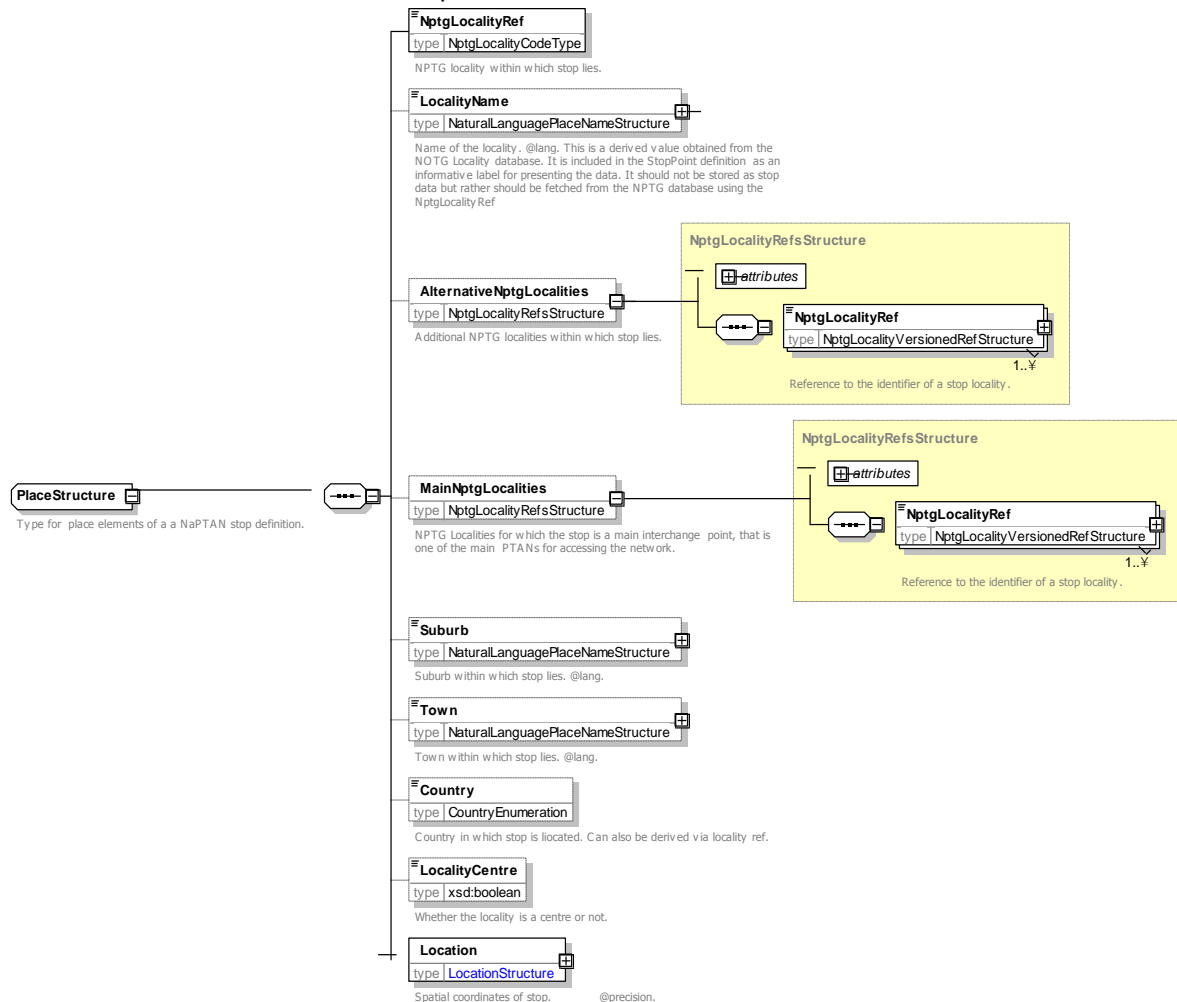 NptgLocalityRef
type NptgLocalityCodeType
NPTG locality within which stop lies.
LocalityName
type NaturalLanguagePlaceNameStructure
Name of the locality. @lang. This is a derived value obtained from the
NOTG Locality database. It is included in the StopPoint definition as an
informative label for presenting the data. It should not be stored as stop
data but rather should be fetched from the NPTG database using the
NptgLocalityRef
NptgLocalityRefsStructure
attributes
AlternativeNptgLocalities
type NptgLocalityRefsStructure
Additional NPTG localities within which stop lies.
NptgLocalityRef
type NptgLocalityVersionedRefStructure
1..¥
Reference to the identifier of a stop locality.
NptgLocalityRefsStructure
attributes
PlaceStructure
Type for place elements of a a NaPTAN stop definition.
MainNptgLocalities
type NptgLocalityRefsStructure
NPTG Localities for which the stop is a main interchange point, that is
one of the main PTANs for accessing the network.
NptgLocalityRef
type NptgLocalityVersionedRefStructure
1..¥
Reference to the identifier of a stop locality.
Suburb
type NaturalLanguagePlaceNameStructure
Suburb within which stop lies. @lang.
Town
type NaturalLanguagePlaceNameStructure
Town within which stop lies. @lang.
Country
type CountryEnumeration
Country in which stop is liocated. Can also be derived via locality ref.
LocalityCentre
type xsd:boolean
Whether the locality is a centre or not.
Location
type LocationStructure
Spatial coordinates of stop. @precision.